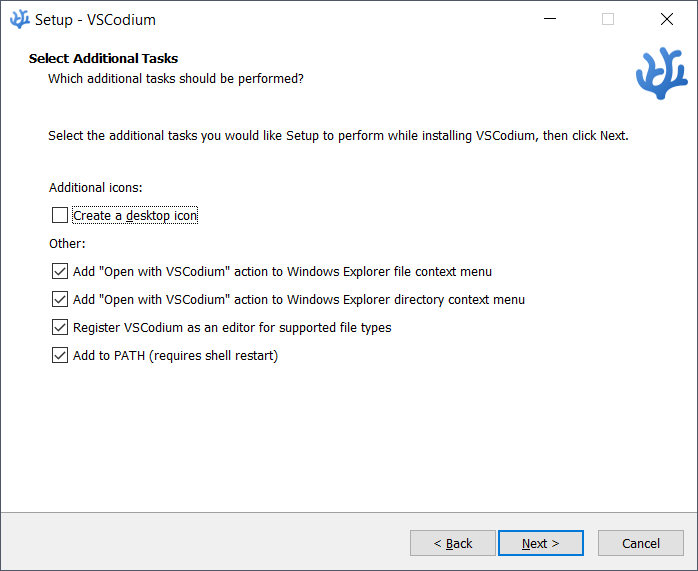 Setup - VSCodium
Select Additional Tasks
Which additional tasks should be performed?
Select the additional tasks you would like Setup to perform while installing VSCodium, then click Next.
Additional icons:
Create a desktop icon
Other:
Add "Open with VSCodium" action to Windows Explorer file context menu
Add "Open with VSCodium" action to Windows Explorer directory context menu
Register VSCodium as an editor for supported file types
Add to PATH (requires shell restart)
< Back Next > Cancel